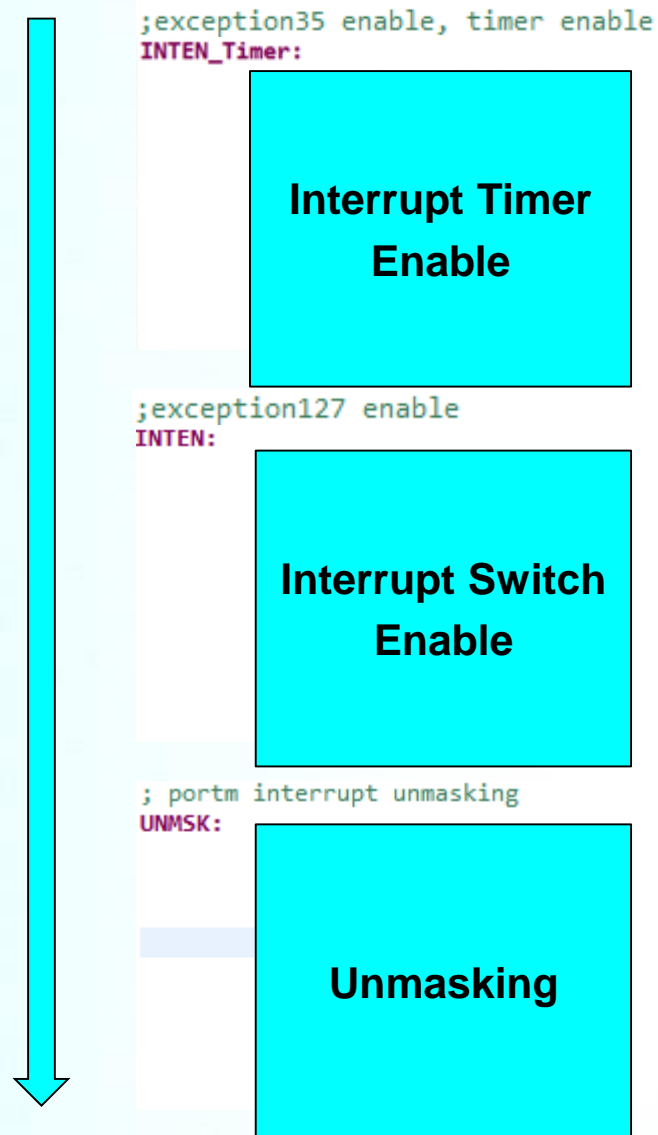 ;exception35 enable, timer enable
INTEN_Timer:
Interrupt Timer
Enable
;exception127 enable
INTEN:
Interrupt Switch
Enable
; portm interrupt unmasking
UNMSK:
Unmasking